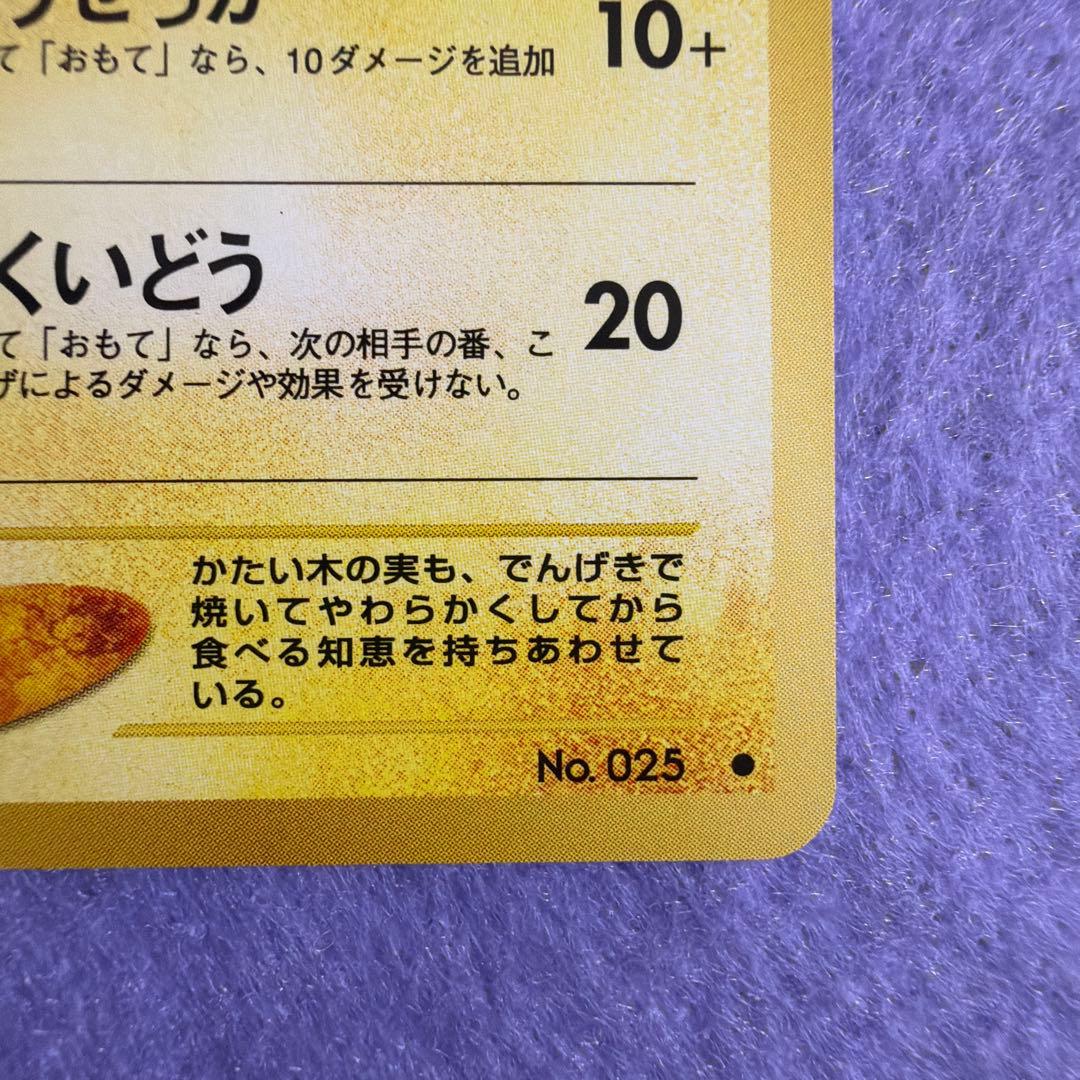 10+
て「おもて」なら、10ダメージを追加
くいどう
20
て「おもて」なら、次の相手の番、こ
によるダメージや効果を受けない。
かたい木の実も、でんげきで
焼いてやわらかくしてから
食べる知恵を持ちあわせて
いる。
No. 025 ●